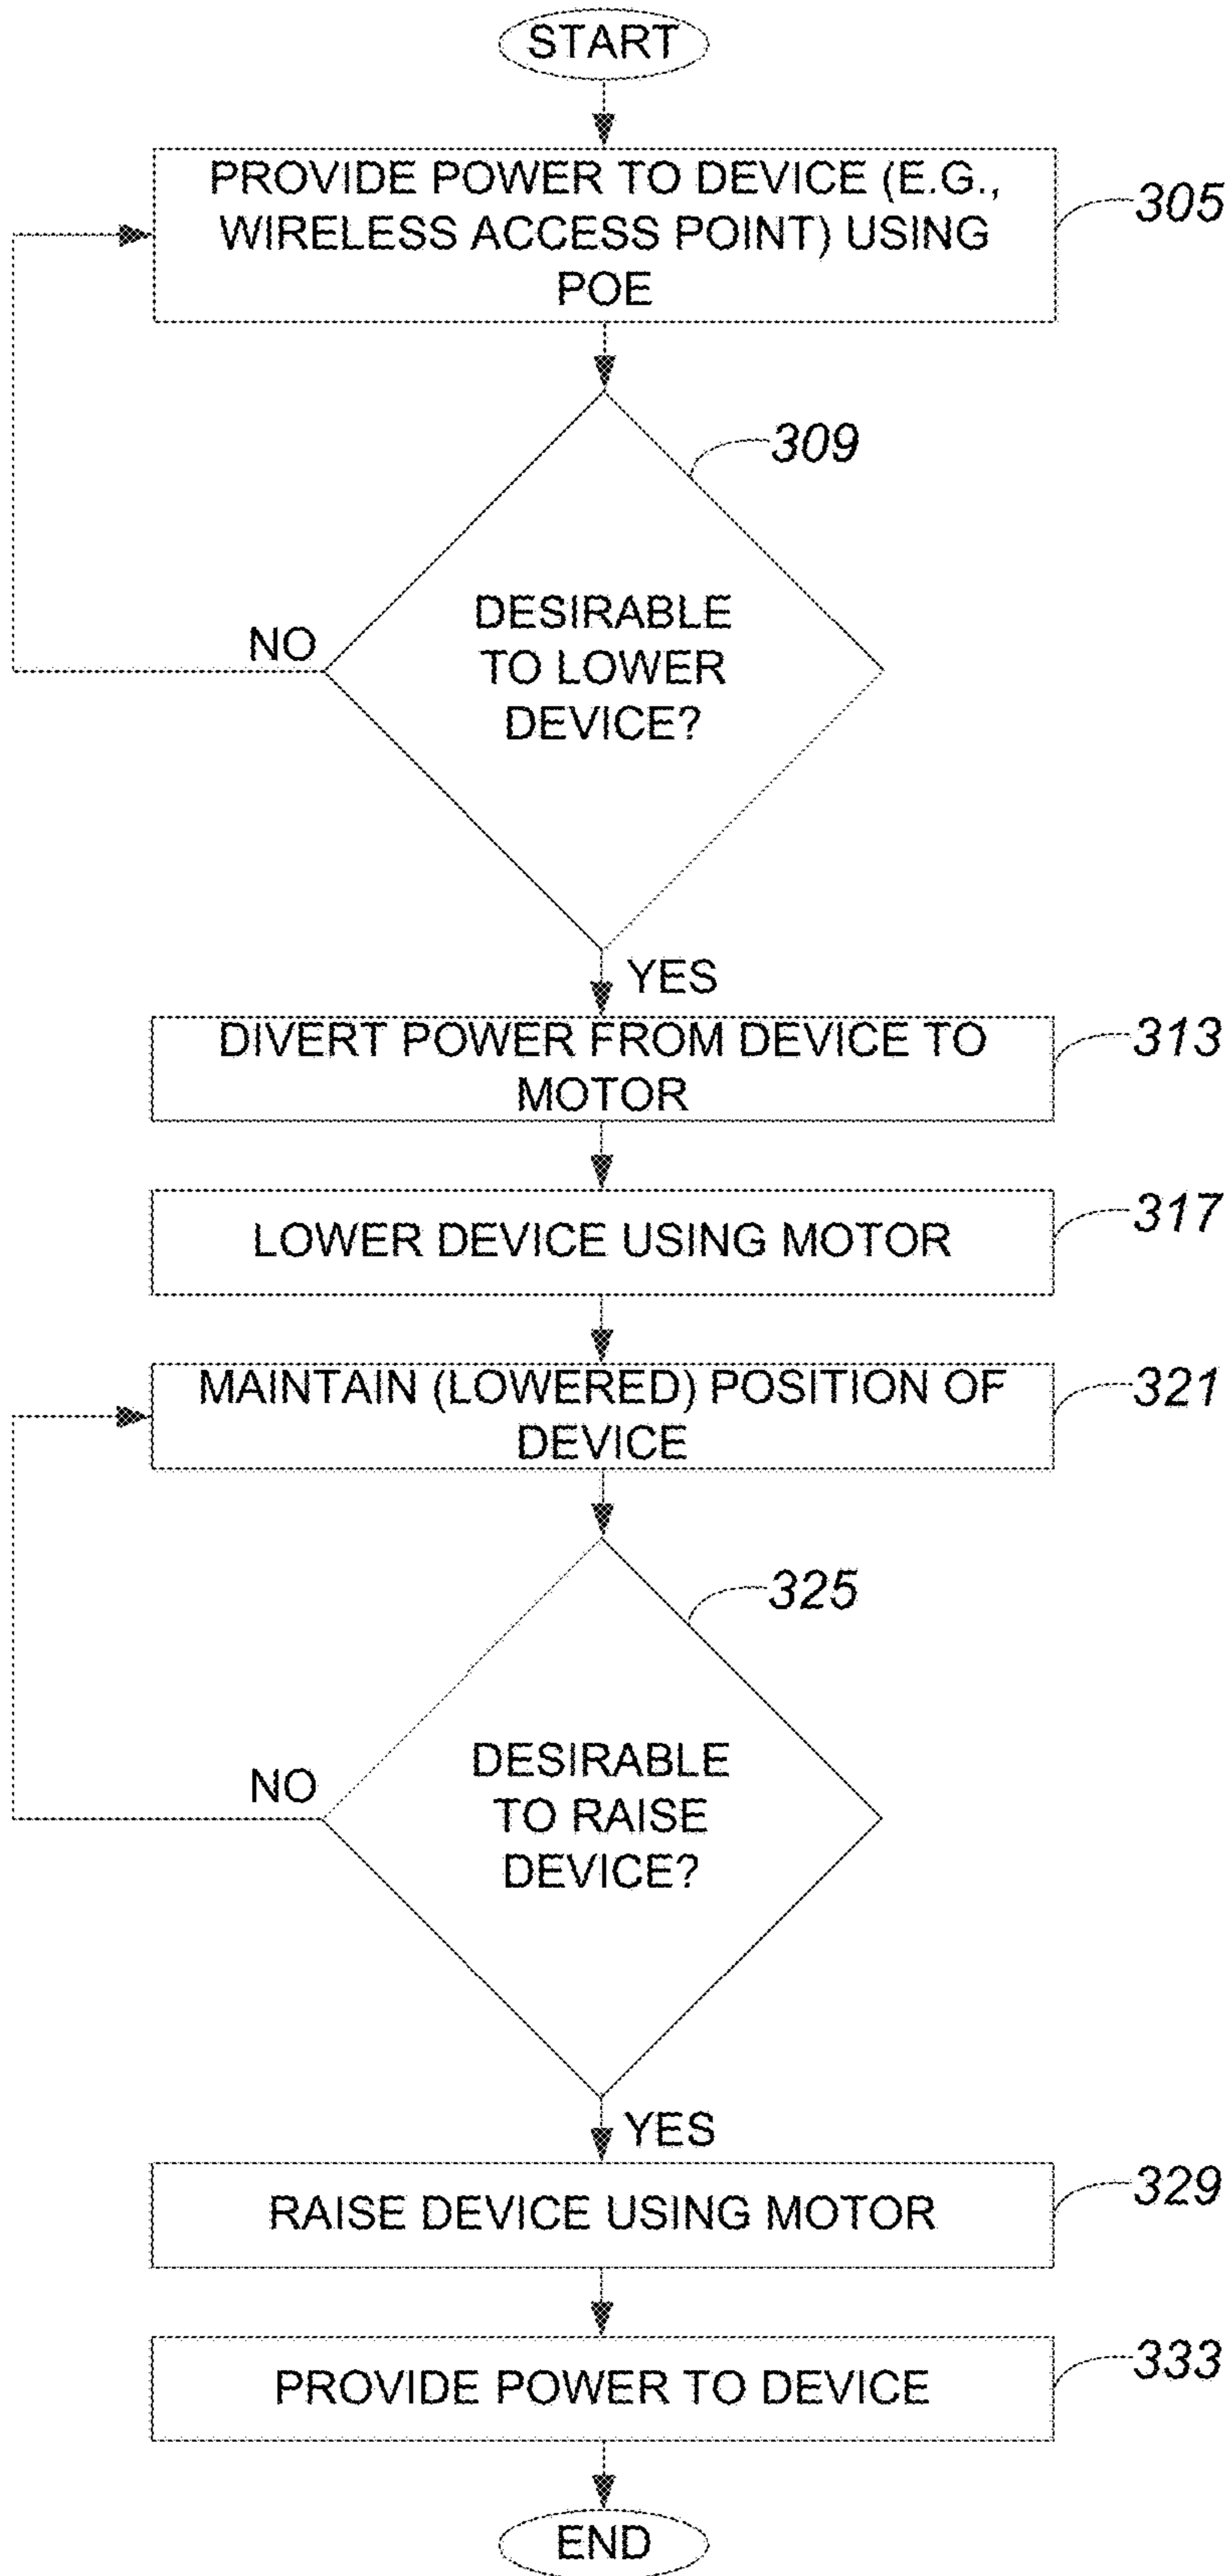 START
PROVIDE POWER TO DEVICE (E.G.,
WIRELESS ACCESS POINT) USING
POE
305
309
DESIRABLE
TO LOWER
DEVICE?
NO
YES
DIVERT POWER FROM DEVICE TO
MOTOR
313
LOWER DEVICE USING MOTOR
317
MAINTAIN (LOWERED) POSITION OF
DEVICE
321
325
DESIRABLE
TO RAISE
DEVICE?
NO
YES
RAISE DEVICE USING MOTOR
329
PROVIDE POWER TO DEVICE
333
END